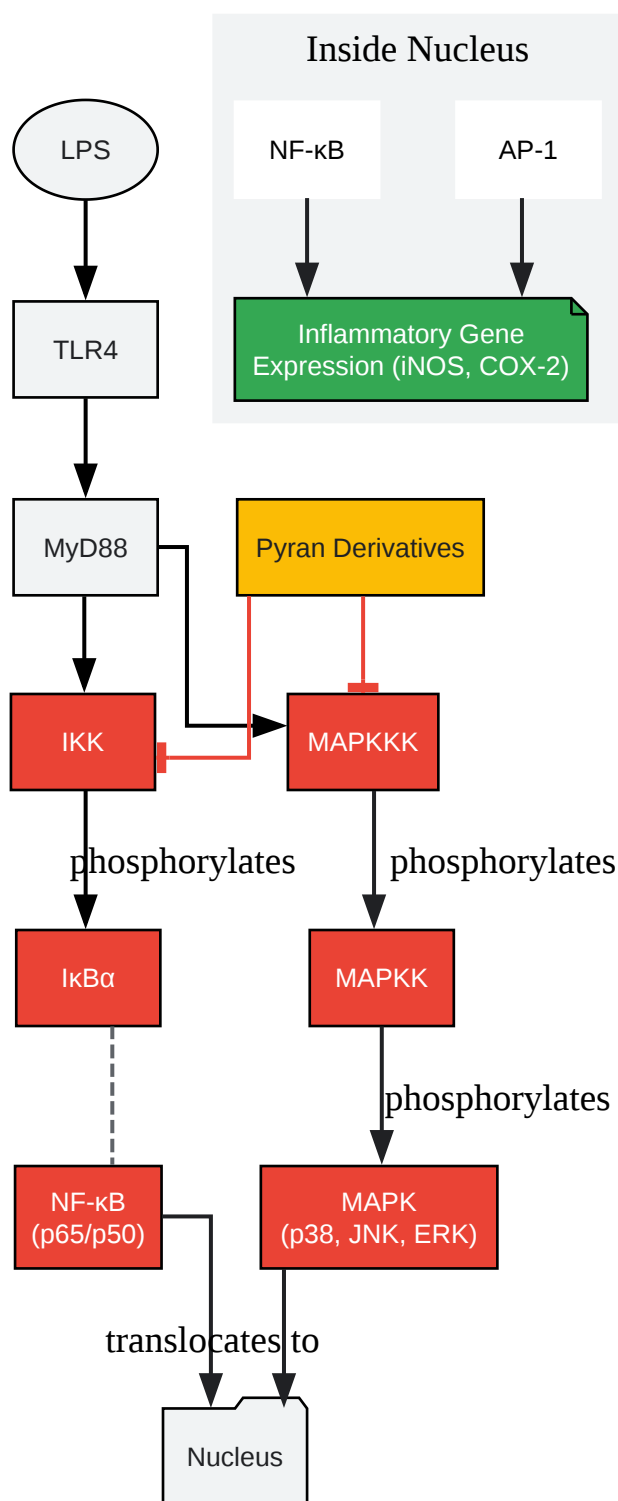 Inside Nucleus
LPS
NF-κB
AP-1
TLR4
Inflammatory Gene
Expression (iNOS, COX-2)
MyD88
Pyran Derivatives
IKK
MAPKKK
phosphorylates
phosphorylates
IκBα
MAPKK
phosphorylates
NF-κB
(p65/p50)
MAPK
(p38, JNK, ERK)
translocates to
Nucleus